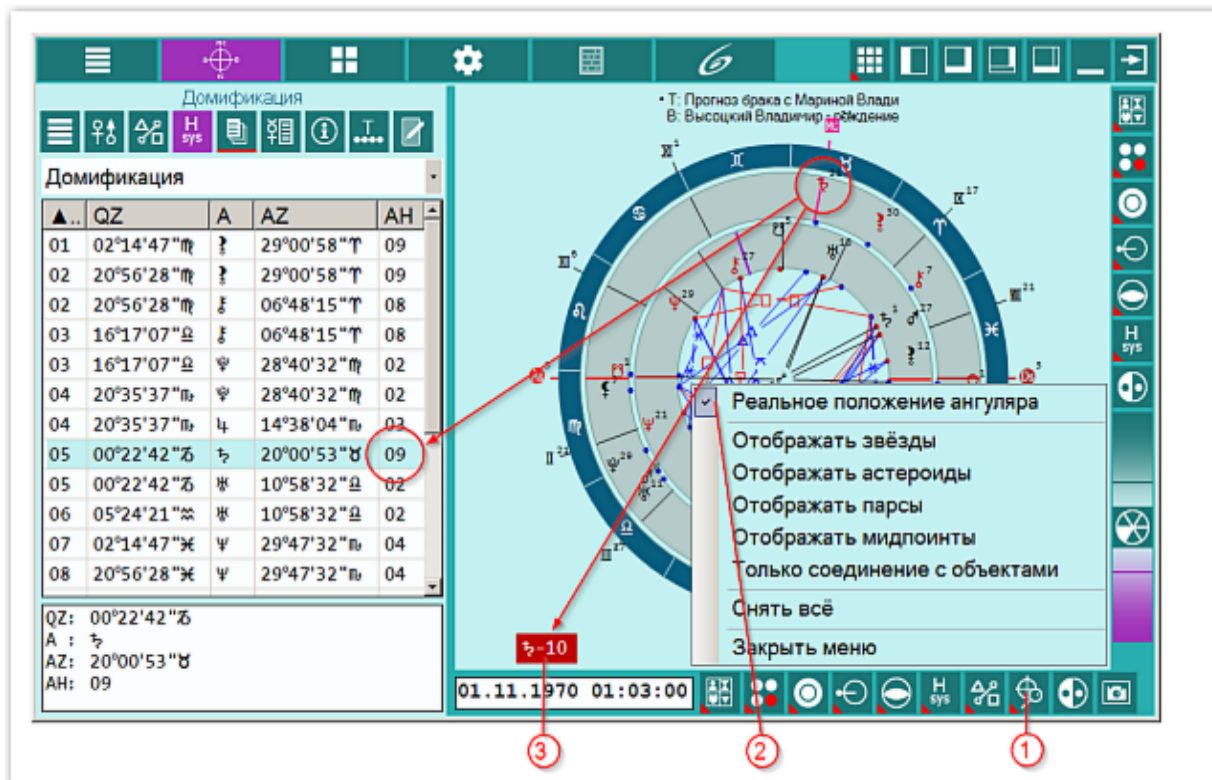 Домификация
H
sys
T
Домификация
▲.. QZ A AZ AH
01 02°14'47"♍ ⚳ 29°00'58"♈ 09
02 20°56'28"♍ ⚳ 29°00'58"♈ 09
02 20°56'28"♍ ⚷ 06°48'15"♈ 08
03 16°17'07"♎ ⚷ 06°48'15"♈ 08
03 16°17'07"♎ 28°40'32"♍ 02
04 20°35'37"♏ 28°40'32"♍ 02
04 20°35'37"♏ ♃ 14°38'04"♏ 03
05 00°22'42"♑ ♄ 20°00'53"♉ 09
05 00°22'42"♑ ♅ 10°58'32"♎ 02
06 05°24'21"♒ ♅ 10°58'32"♎ 02
07 02°14'47"♓ ♆ 29°47'32"♏ 04
08 20°56'28"♓ ♆ 29°47'32"♏ 04
QZ: 00°22'42"♑
A : ♄
AZ: 20°00'53"♉
AH: 09
• Т: Прогноз брака с Мариной Влади
В: Высоцкий Владимир - рождение
MC
♄-10
Реальное положение ангуляра
Отображать звёзды
Отображать астероиды
Отображать парсы
Отображать мидпоинты
Только соединение с объектами
Снять всё
Закрыть меню
H
sys
01.11.1970 01:03:00
H
sys
3
2
1